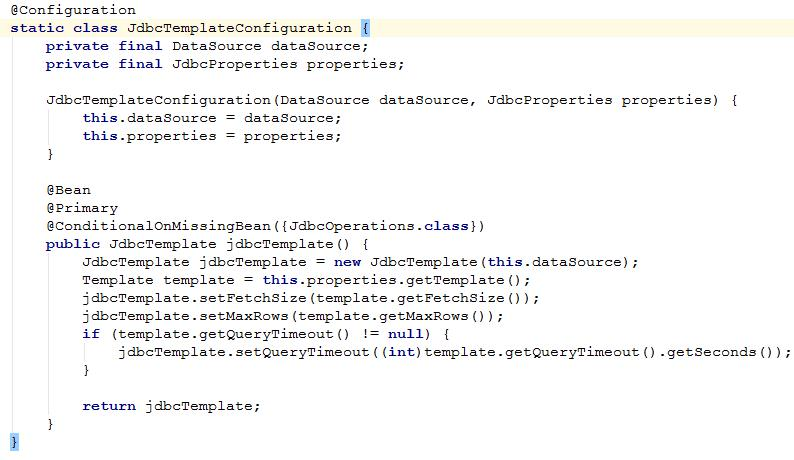 @Configuration
static class JdbcTemplateConfiguration {
    private final DataSource dataSource;
    private final JdbcProperties properties;

    JdbcTemplateConfiguration(DataSource dataSource, JdbcProperties properties) {
        this.dataSource = dataSource;
        this.properties = properties;
    }

    @Bean
    @Primary
    @ConditionalOnMissingBean({JdbcOperations.class})
    public JdbcTemplate jdbcTemplate() {
        JdbcTemplate jdbcTemplate = new JdbcTemplate(this.dataSource);
        Template template = this.properties.getTemplate();
        jdbcTemplate.setFetchSize(template.getFetchSize());
        jdbcTemplate.setMaxRows(template.getMaxRows());
        if (template.getQueryTimeout() != null) {
            jdbcTemplate.setQueryTimeout((int)template.getQueryTimeout().getSeconds());
        }

        return jdbcTemplate;
    }
}